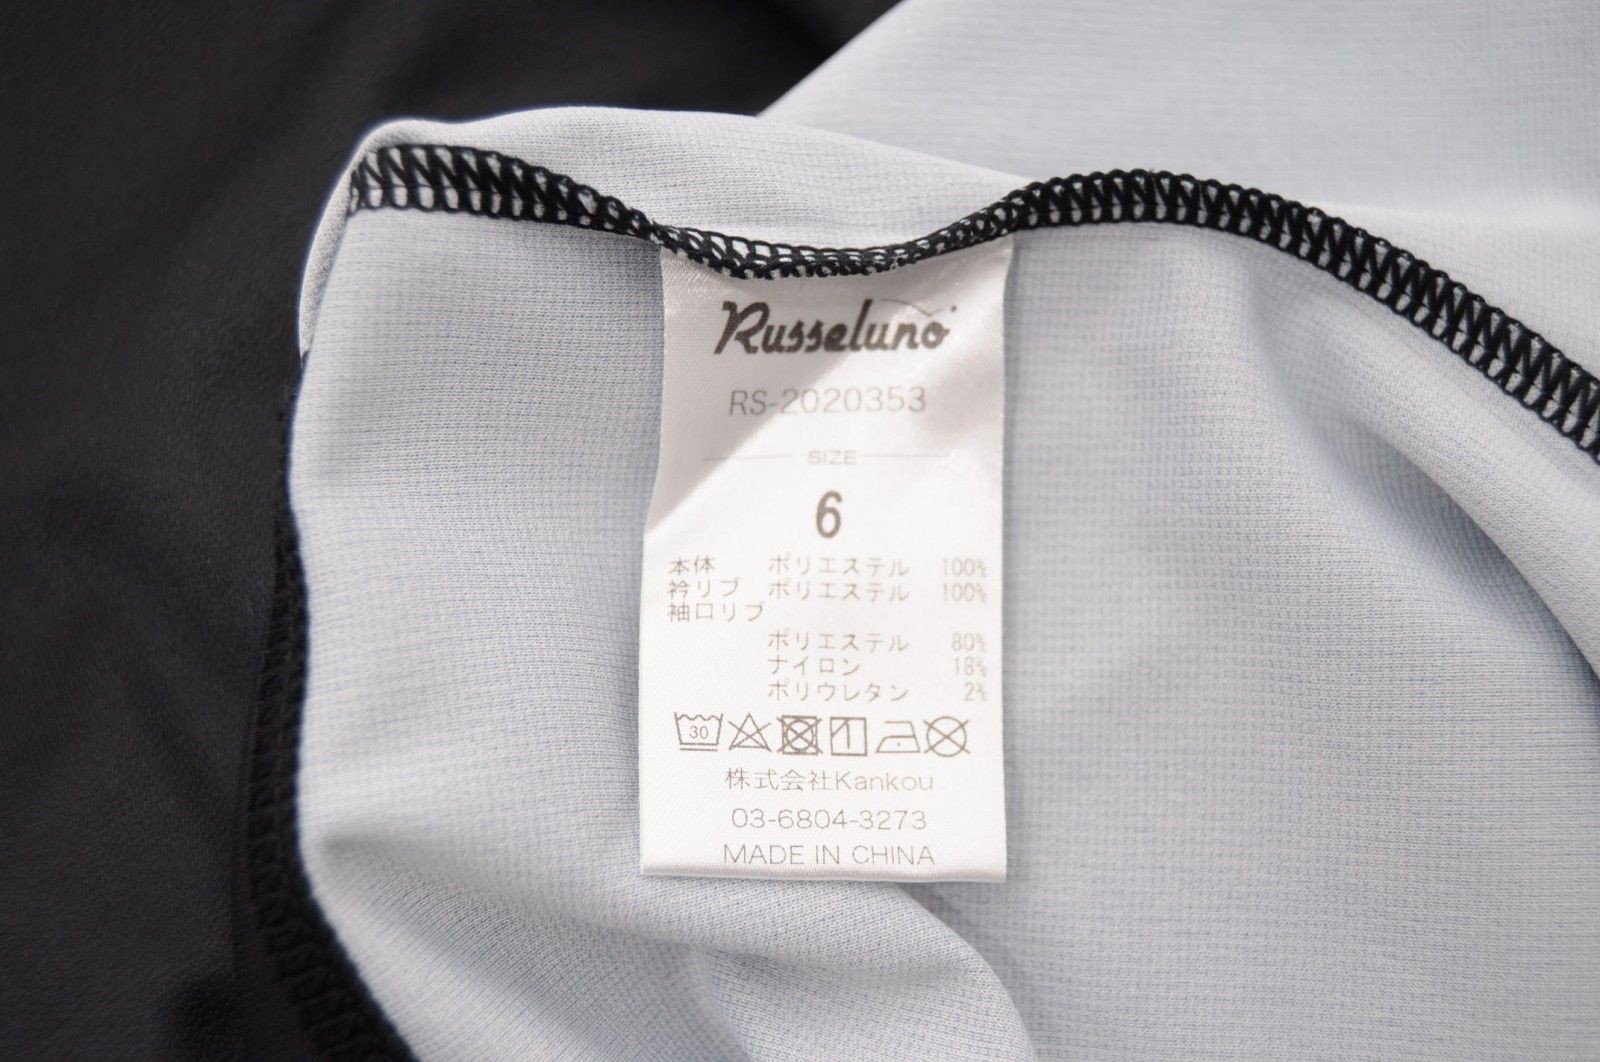 Russeluno
RS-2020353
SIZE
6
本体 ポリエステル 100%
衿リブ ポリエステル 100%
袖口リブ
ポリエステル 80%
ナイロン 18%
ポリウレタン 2%
30
株式会社Kankou
03-6804-3273
MADE IN CHINA